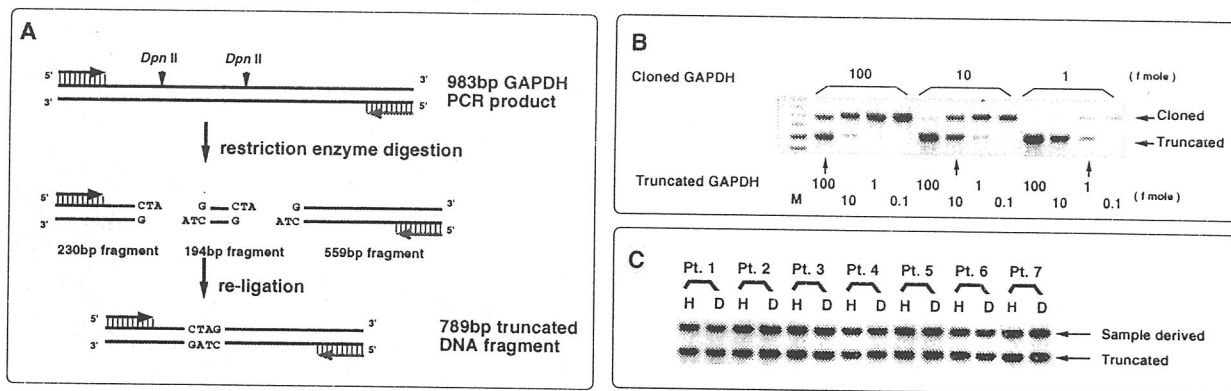 A
Dpn II Dpn II
5' 3'
3' 5'
983bp GAPDH
PCR product
restriction enzyme digestion
5' CTA G CTA G
3' G ATC G ATC 5'
230bp fragment 194bp fragment 559bp fragment
re-ligation
5' CTAG 3'
3' GATC 5'
789bp truncated
DNA fragment
B
Cloned GAPDH 100 10 1 ( f mole )
Cloned
Truncated
Truncated GAPDH 100 1 100 1 100 1
M 10 0.1 10 0.1 10 0.1 ( f mole )
C
Pt. 1 Pt. 2 Pt. 3 Pt. 4 Pt. 5 Pt. 6 Pt. 7
H D H D H D H D H D H D H D
Sample derived
Truncated